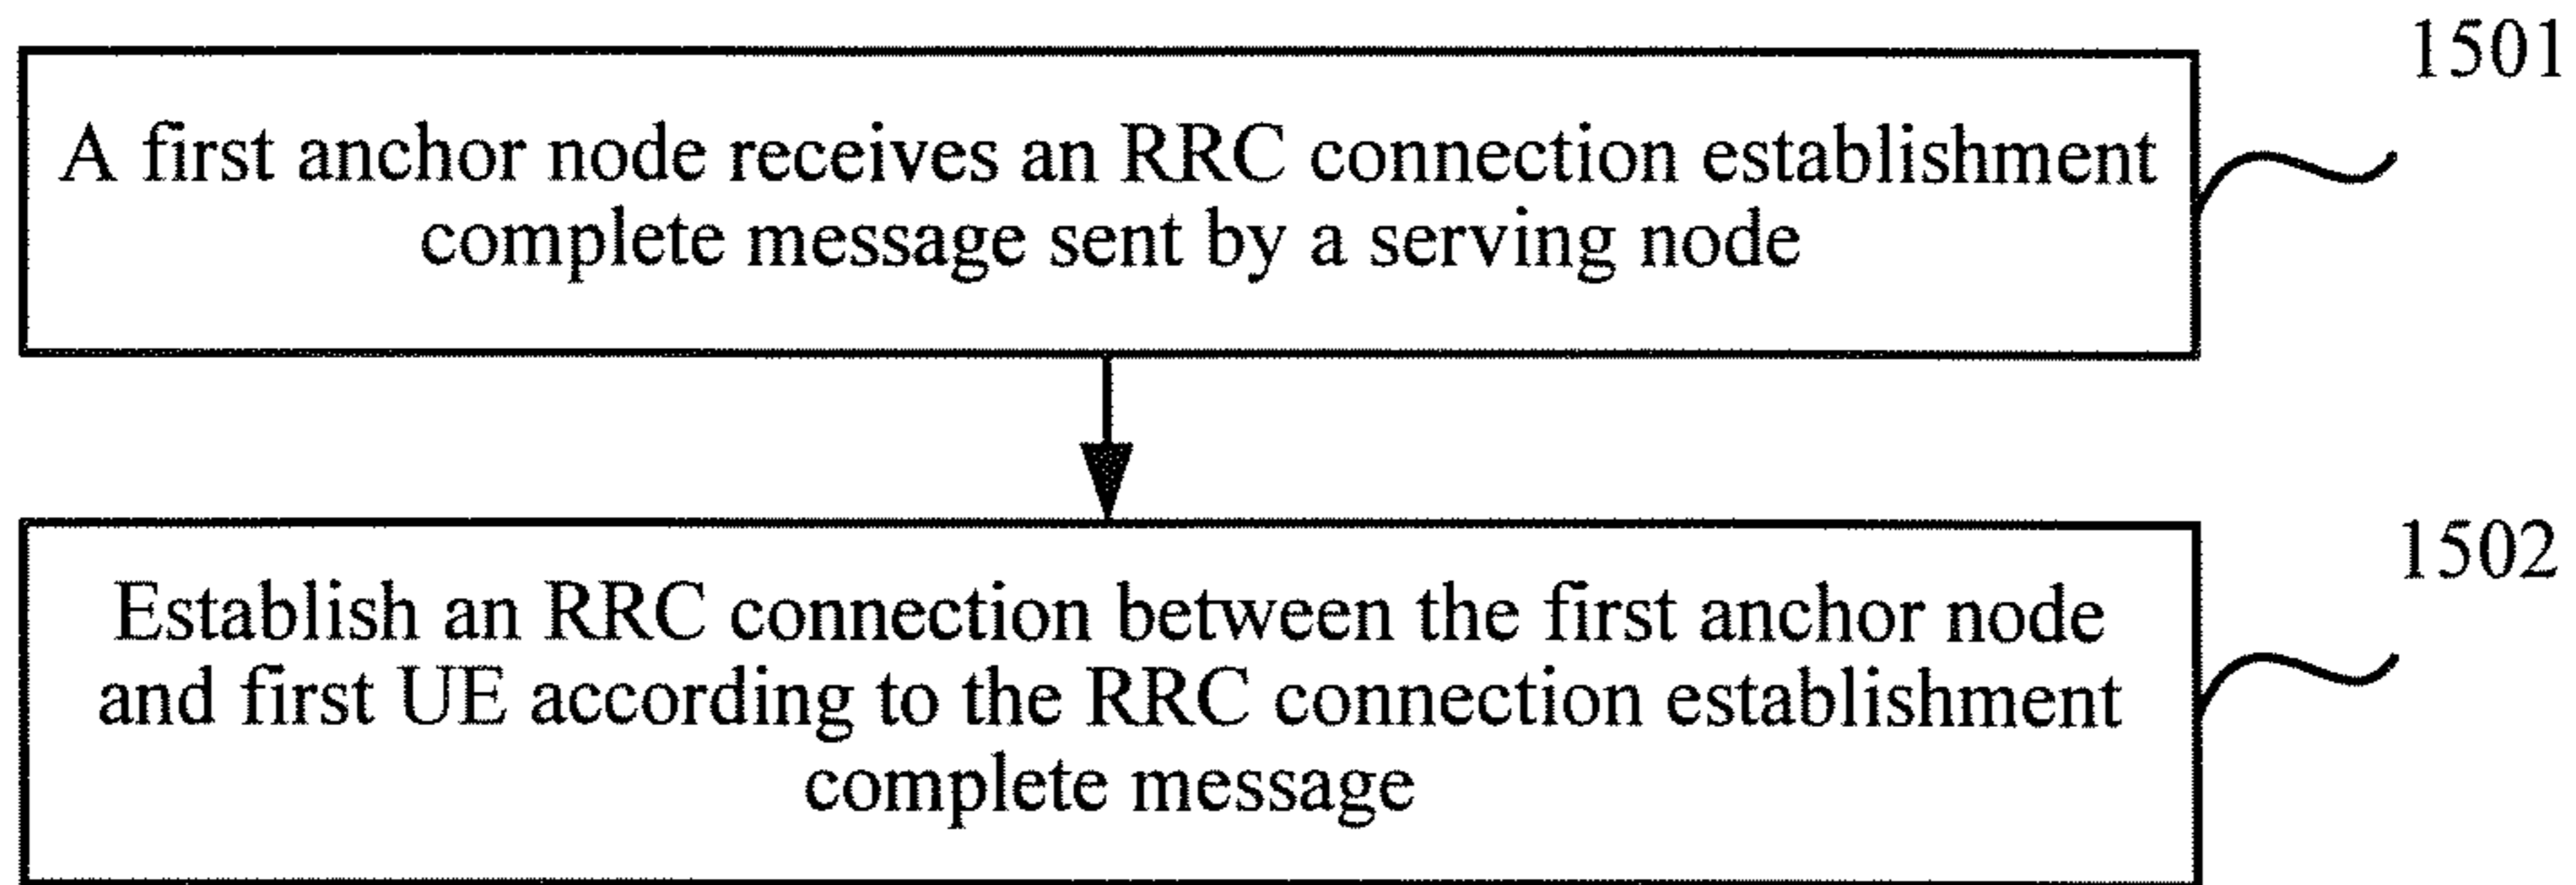 1501
A first anchor node receives an RRC connection establishment
complete message sent by a serving node
1502
Establish an RRC connection between the first anchor node
and first UE according to the RRC connection establishment
complete message